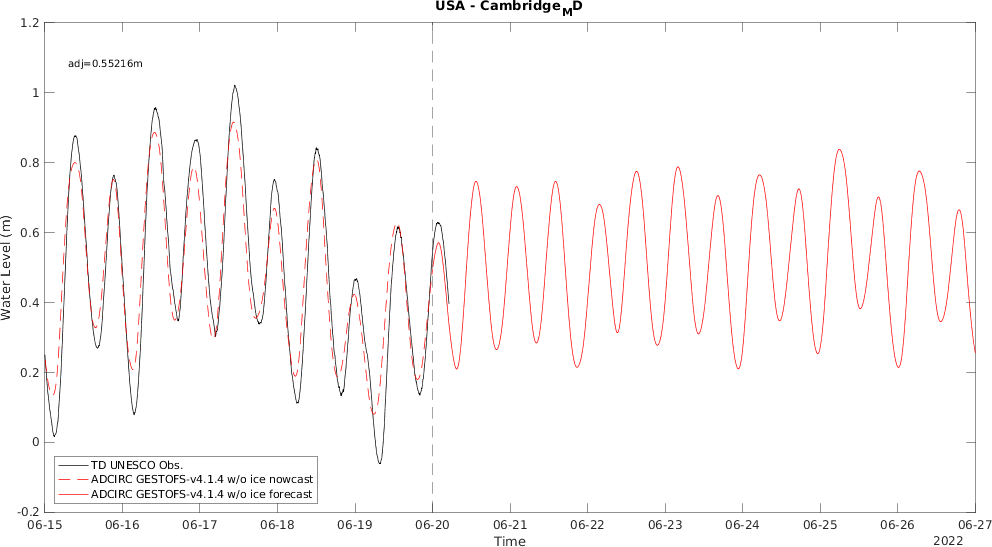 USA - Cambridge_MD
adj=0.55216m
Water Level (m)
1.2
1
0.8
0.6
0.4
0.2
0
-0.2
TD UNESCO Obs.
ADCIRC GESTOFS-v4.1.4 w/o ice nowcast
ADCIRC GESTOFS-v4.1.4 w/o ice forecast
06-15 06-16 06-17 06-18 06-19 06-20 06-21 06-22 06-23 06-24 06-25 06-26 06-27
Time
2022